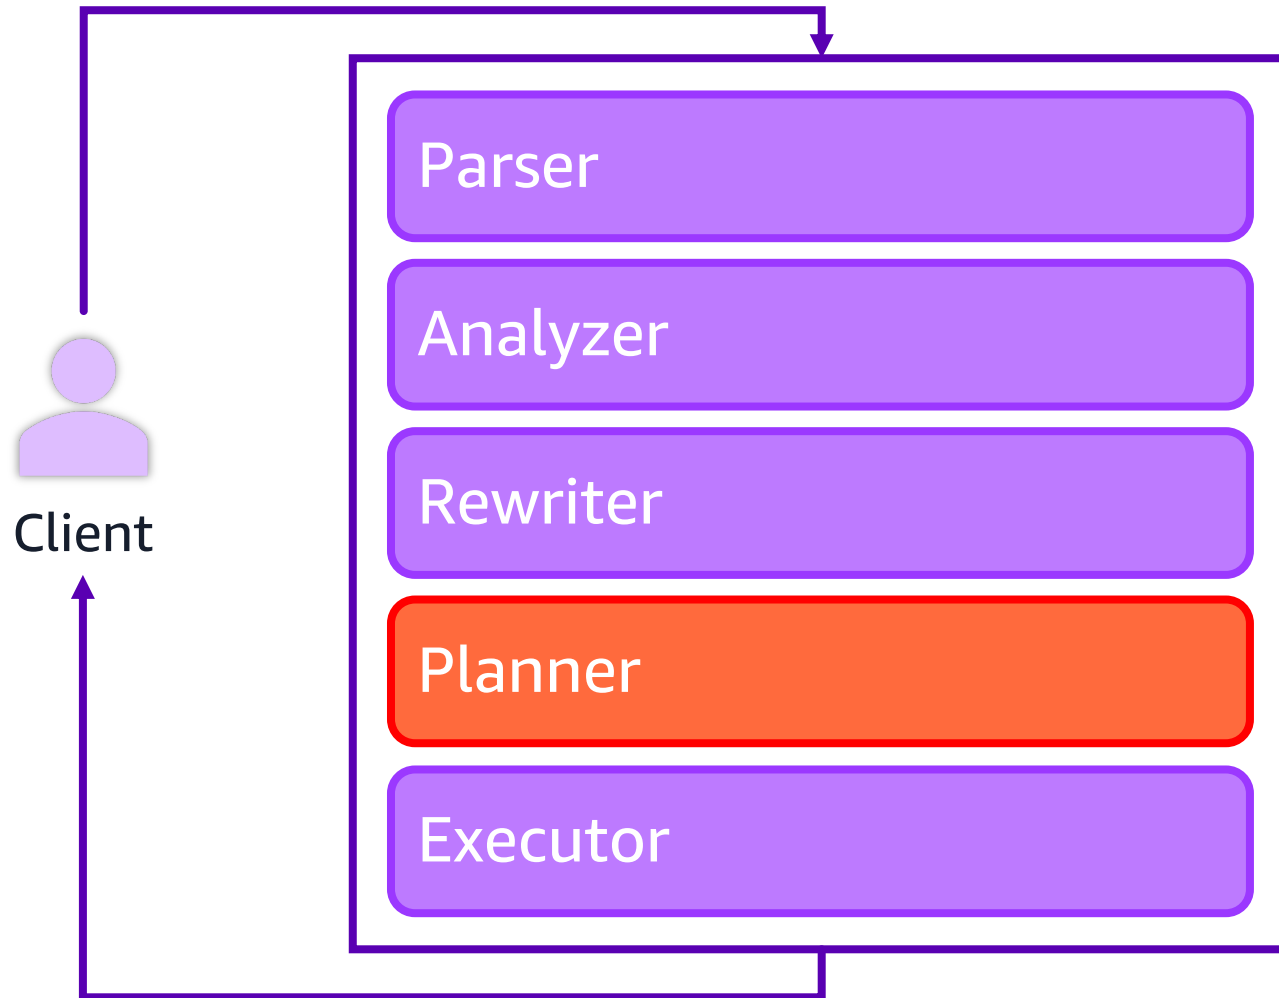 Parser
Analyzer
Rewriter
Client
Planner
Executor